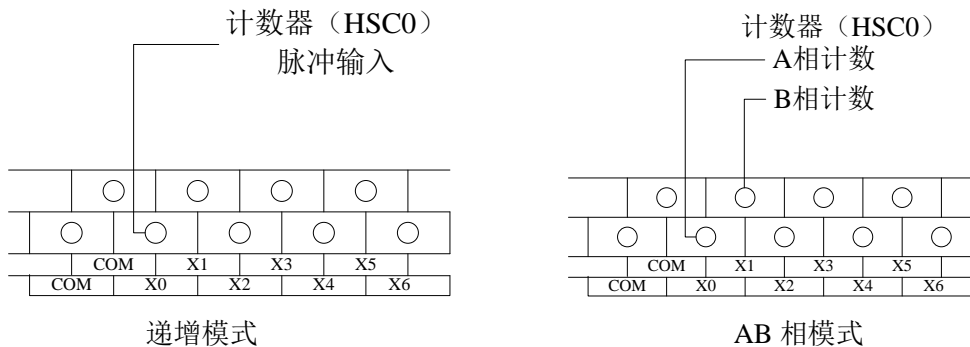 计数器（HSC0）
脉冲输入
COM X1 X3 X5
COM X0 X2 X4 X6
递增模式
计数器（HSC0）
A相计数
B相计数
COM X1 X3 X5
COM X0 X2 X4 X6
AB 相模式